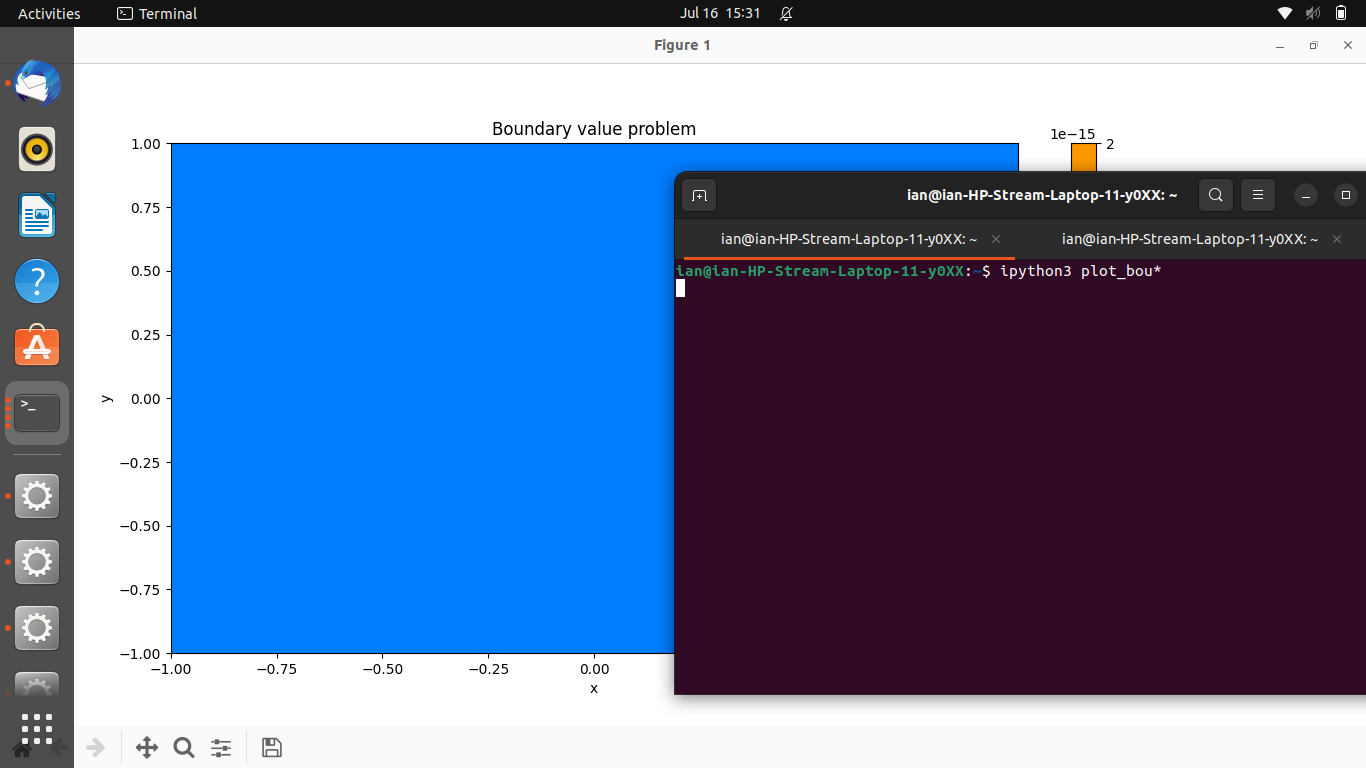 Activities
Terminal
Jul 16 15:31
Figure 1
Boundary value problem
1e−15
2
1.00
0.75
0.50
0.25
0.00
−0.25
−0.50
−0.75
−1.00
y
−1.00 −0.75 −0.50 −0.25 0.00
x
ian@ian-HP-Stream-Laptop-11-y0XX: ~
ian@ian-HP-Stream-Laptop-11-y0XX: ~
ian@ian-HP-Stream-Laptop-11-y0XX: ~
ian@ian-HP-Stream-Laptop-11-y0XX:~$ ipython3 plot_bou*